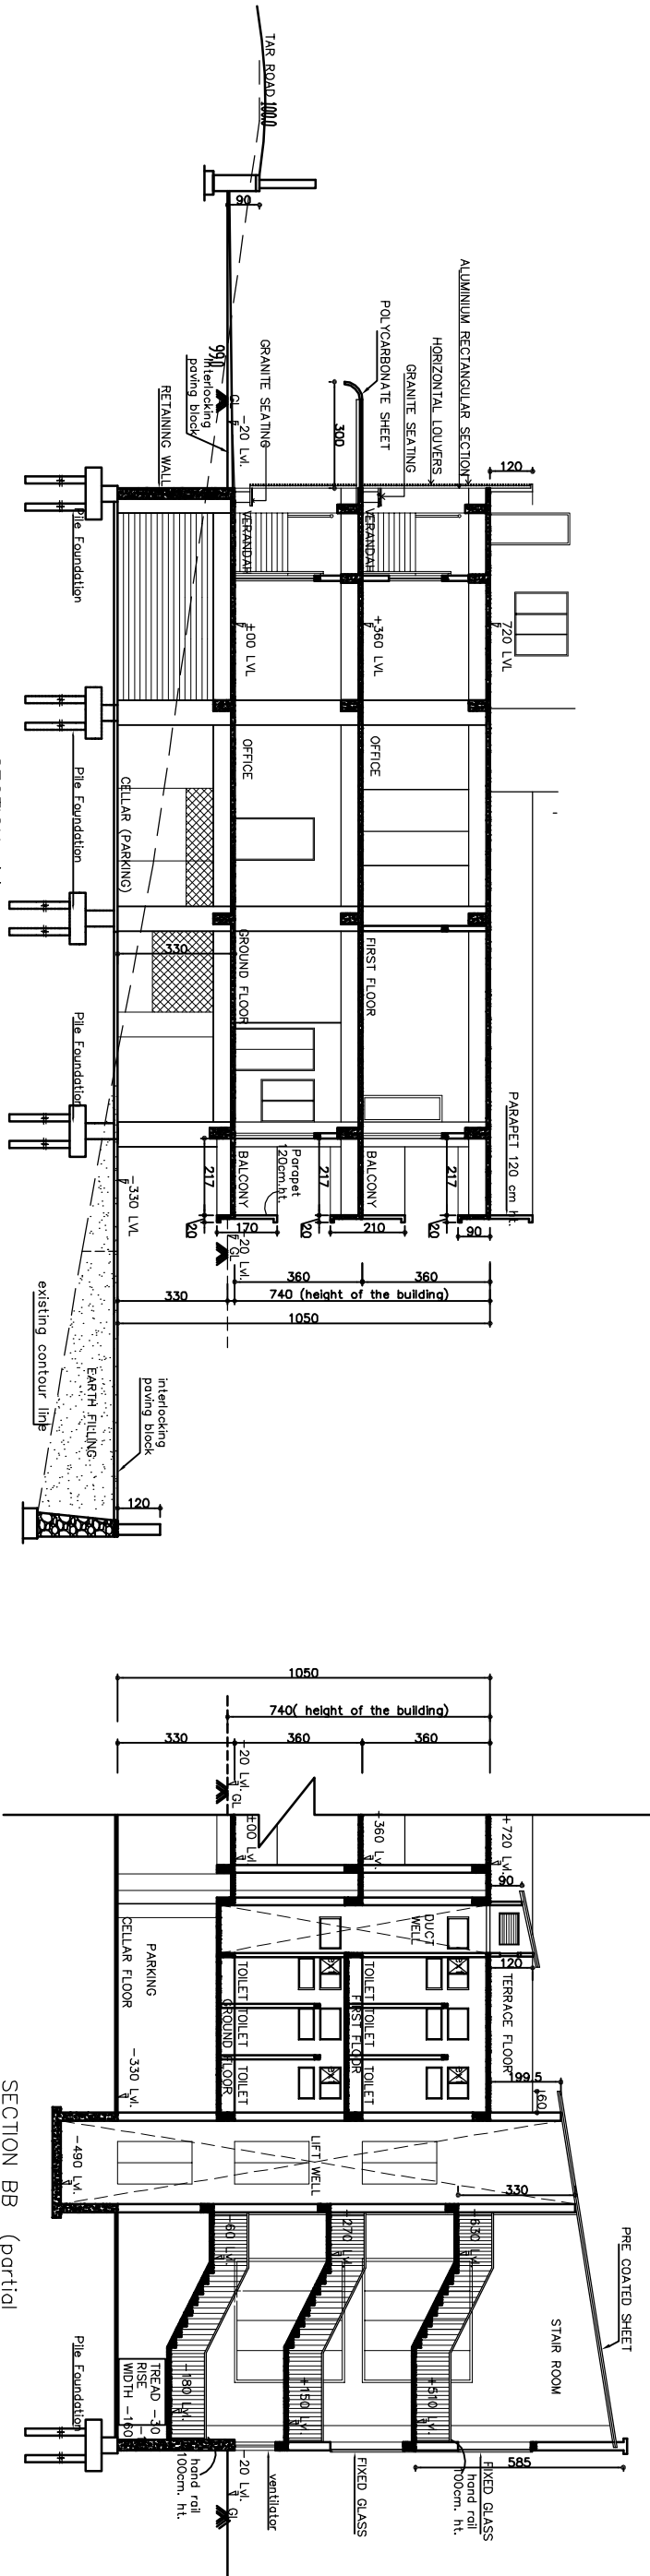 TAR ROAD 100.0
90
ALUMINIUM RECTANGULAR SECTION
HORIZONTAL LOUVERS
GRANITE SEATING
POLYCARBONATE SHEET
300
120
GRANITE SEATING
GL
-20 Lvl.
99.0
interlocking
paving block
RETAINING WALL
VERANDAH
VERANDAH
720 LVL
+360 LVL
±00 LVL
OFFICE
OFFICE
CELLAR (PARKING)
Pile Foundation
Pile Foundation
Pile Foundation
330
GROUND FLOOR
FIRST FLOOR
PARAPET 120 cm ht.
BALCONY
BALCONY
Parapet
120cm.ht.
217
217
217
20
20
20
170
210
90
-20 Lvl.
GL
-330 LVL
360
360
330
740 (height of the building)
1050
existing contour line
EARTH FILLING
interlocking
paving block
120
1050
740( height of the building)
330
360
360
-20 Lvl.
GL
±00 Lvl.
+360 Lvl.
+720 Lvl.
90
120
DUCT
WELL
PARKING
CELLAR FLOOR
-330 Lvl.
TOILET TOILET TOILET
GROUND FLOOR
TOILET TOILET TOILET
FIRST FLOOR
TERRACE FLOOR
199.5
60
LIFT WELL
-490 Lvl.
330
PRE COATED SHEET
STAIR ROOM
-60 Lvl.
-270 Lvl.
-630 Lvl.
-180 Lvl.
+150 Lvl.
+510 Lvl.
TREAD -30
RISE
WIDTH -160
hand rail
100cm. ht.
-20 Lvl.
GL
ventilator
FIXED GLASS
FIXED GLASS
hand rail
100cm. ht.
585
Pile Foundation
SECTION BB (partial